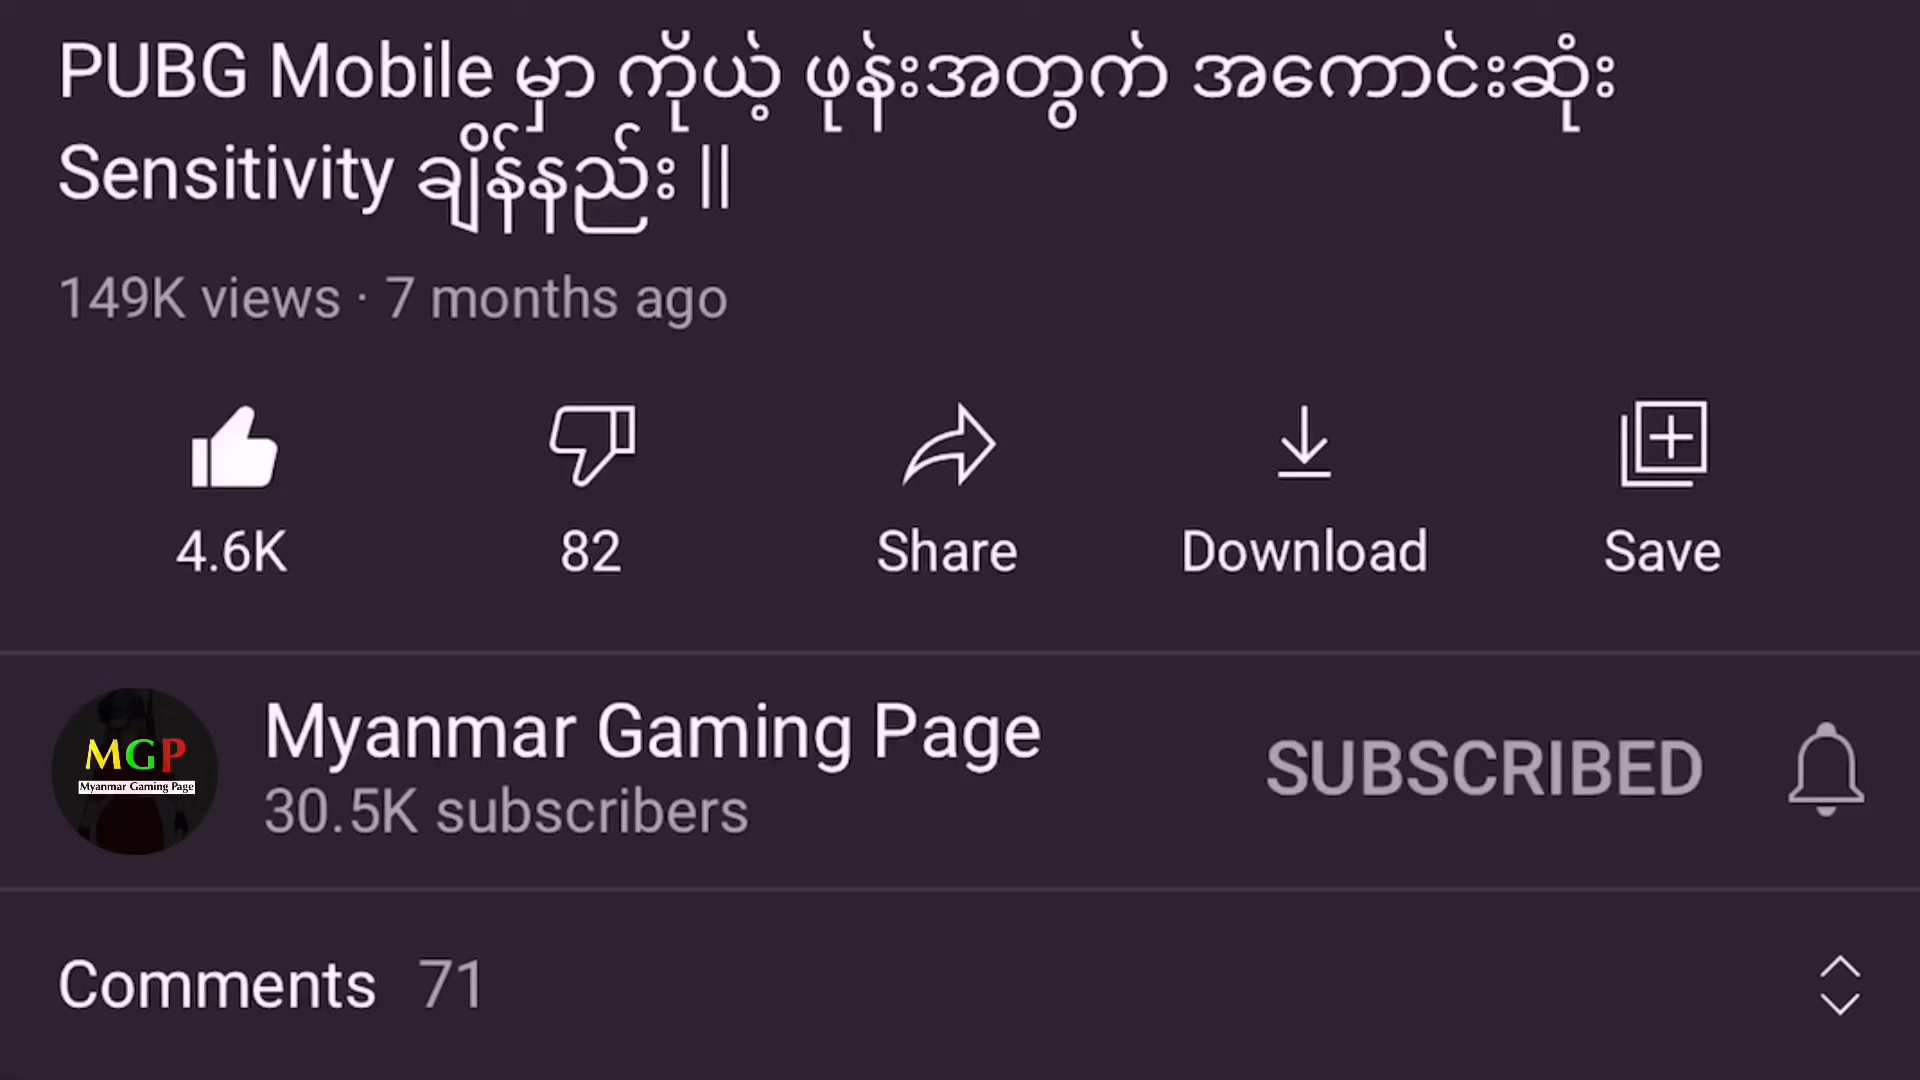 PUBG Mobile မှာ ကိုယ့် ဖုန်းအတွက် အကောင်းဆုံး
Sensitivity ချိန်နည်း ||
149K views · 7 months ago
4.6K
82
Share
Download
Save
MGP
Myanmar Gaming Page
Myanmar Gaming Page
30.5K subscribers
SUBSCRIBED
Comments 71